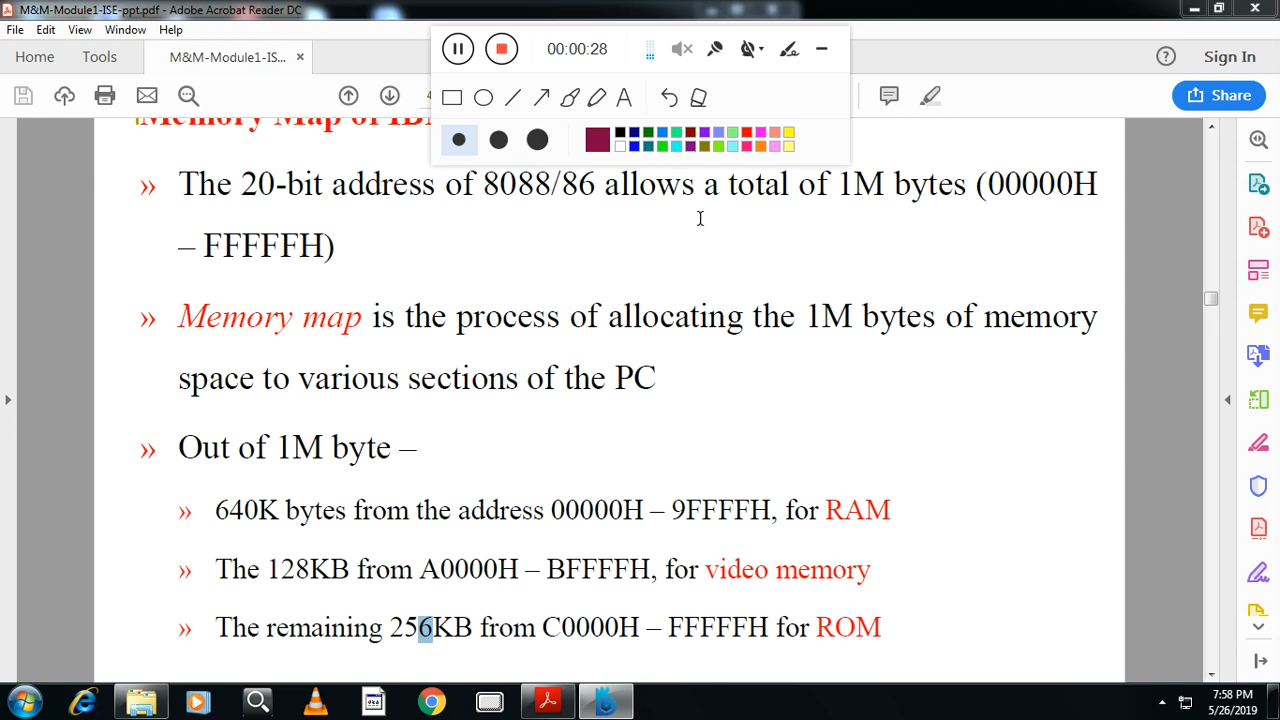 M&M-Module1-ISE-ppt.pdf - Adobe Acrobat Reader DC
File Edit View Window Help
Home Tools M&M-Module1-IS... × Sign In
00:00:28
A
Share
Memory Map of
» The 20-bit address of 8088/86 allows a total of 1M bytes (00000H
– FFFFFH)
» Memory map is the process of allocating the 1M bytes of memory
space to various sections of the PC
» Out of 1M byte –
» 640K bytes from the address 00000H – 9FFFFH, for RAM
» The 128KB from A0000H – BFFFFH, for video memory
» The remaining 256KB from C0000H – FFFFFH for ROM
7:58 PM
5/26/2019